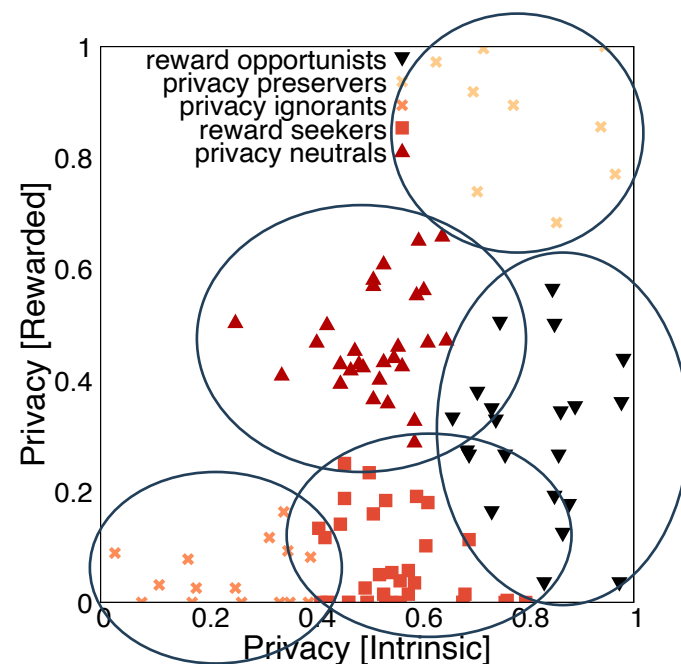 1
reward opportunists
privacy preservers
privacy ignorants
reward seekers
privacy neutrals
0.8
0.6
0.4
0.2
0
Privacy [Rewarded]
0 0.2 0.4 0.6 0.8 1
Privacy [Intrinsic]